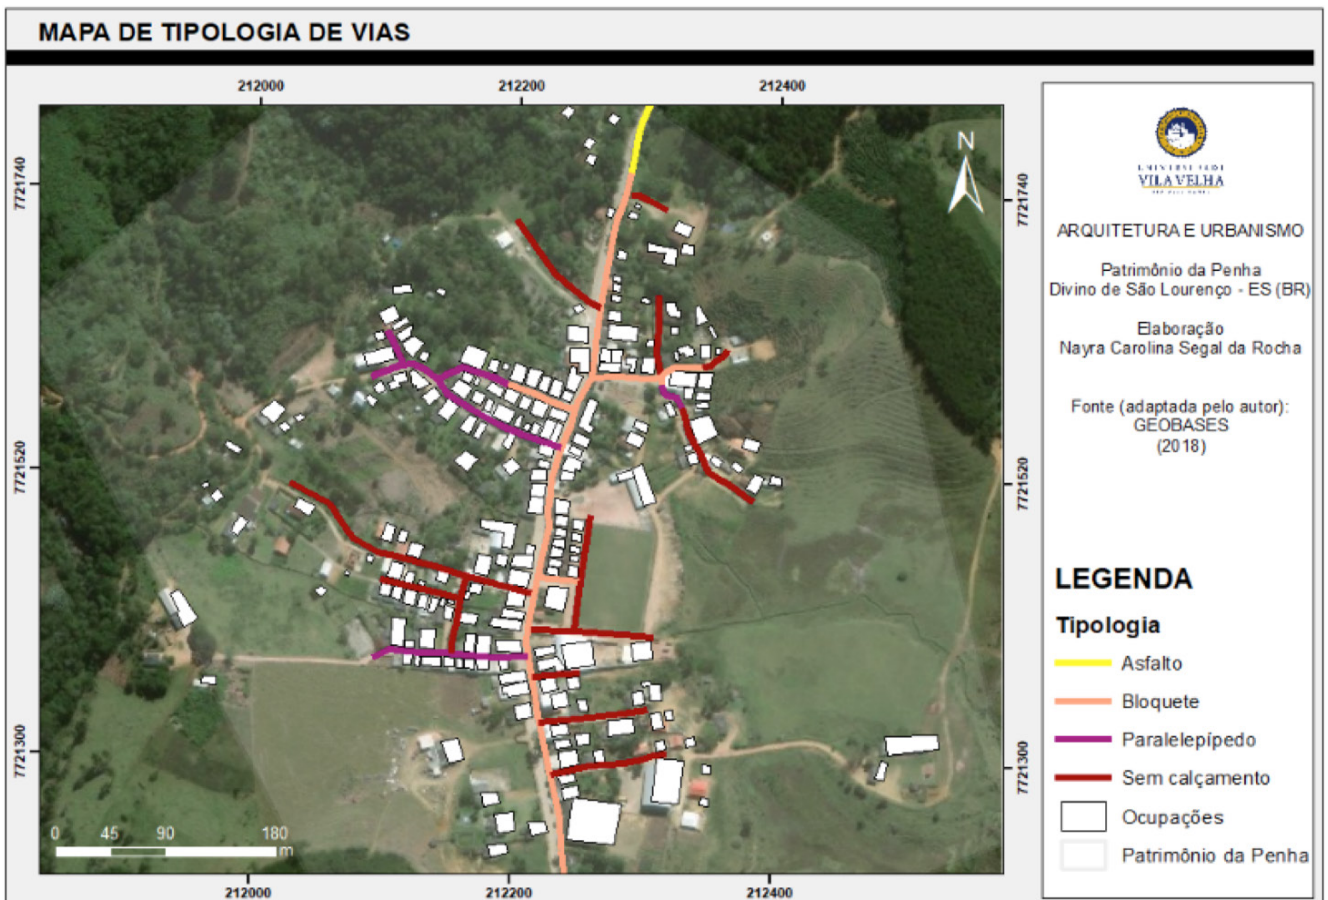 MAPA DE TIPOLOGIA DE VIAS
212000
212200
212400
7721740
7721520
7721300
7721740
7721520
7721300
N
0 45 90 180
m
212000
212200
212400
VILA VELHA
ARQUITETURA E URBANISMO
Patrimônio da Penha
Divino de São Lourenço - ES (BR)
Elaboração
Nayra Carolina Segal da Rocha
Fonte (adaptada pelo autor):
GEOBASES
(2018)
LEGENDA
Tipologia
Asfalto
Bloquete
Paralelepípedo
Sem calçamento
Ocupações
Patrimônio da Penha